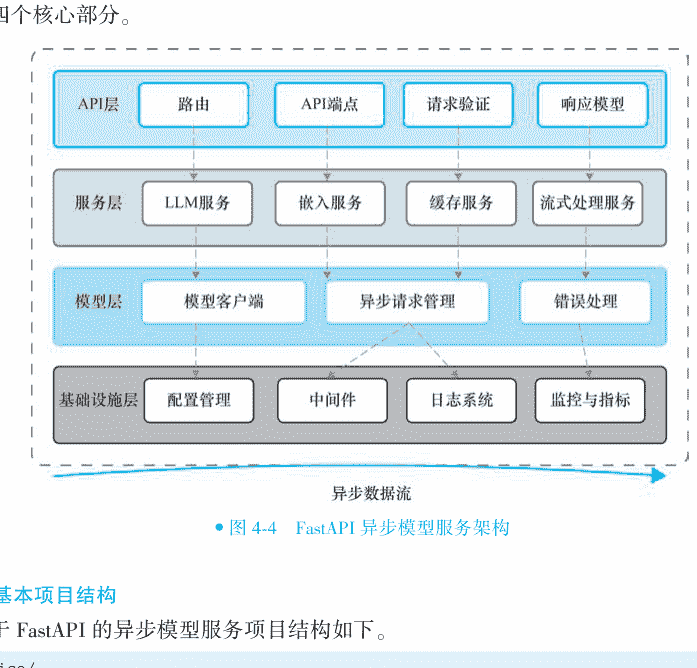 四个核心部分。
API层 路由 API端点 请求验证 响应模型
服务层 LLM服务 嵌入服务 缓存服务 流式处理服务
模型层 模型客户端 异步请求管理 错误处理
基础设施层 配置管理 中间件 日志系统 监控与指标
异步数据流
●图 4-4 FastAPI 异步模型服务架构
基本项目结构
于 FastAPI 的异步模型服务项目结构如下。